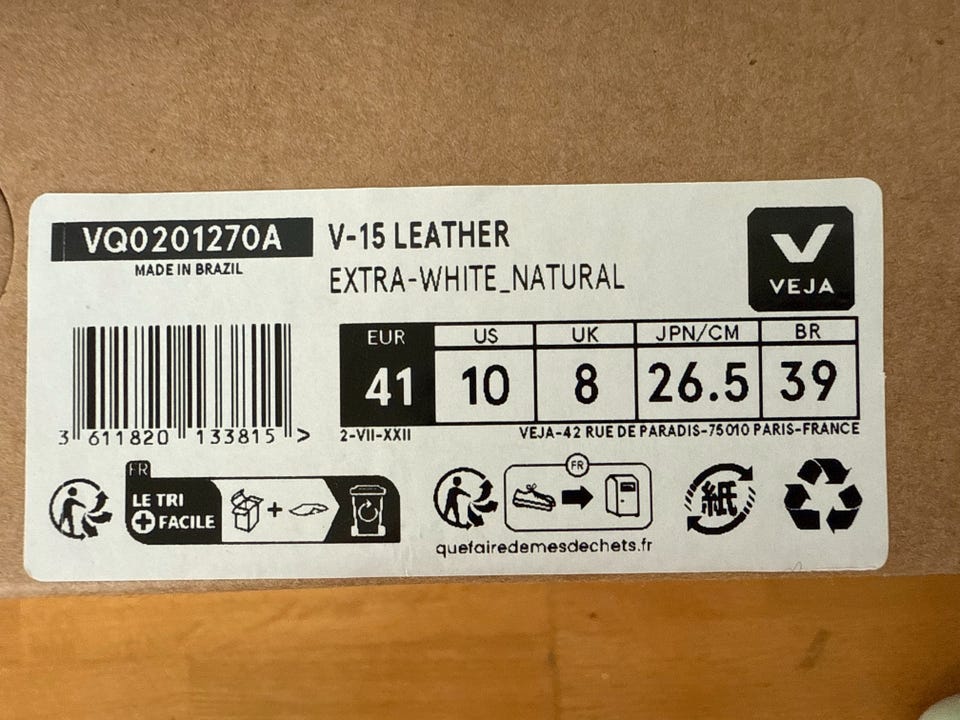 VQ0201270A
MADE IN BRAZIL
V-15 LEATHER
EXTRA-WHITE_NATURAL
VEJA
EUR US UK JPN/CM BR
41 10 8 26.5 39
3 611820 133815 >
2-VII-XXII
VEJA-42 RUE DE PARADIS-75010 PARIS-FRANCE
FR
LE TRI
+ FACILE
+
FR
quefairedemesdechets.fr
紙